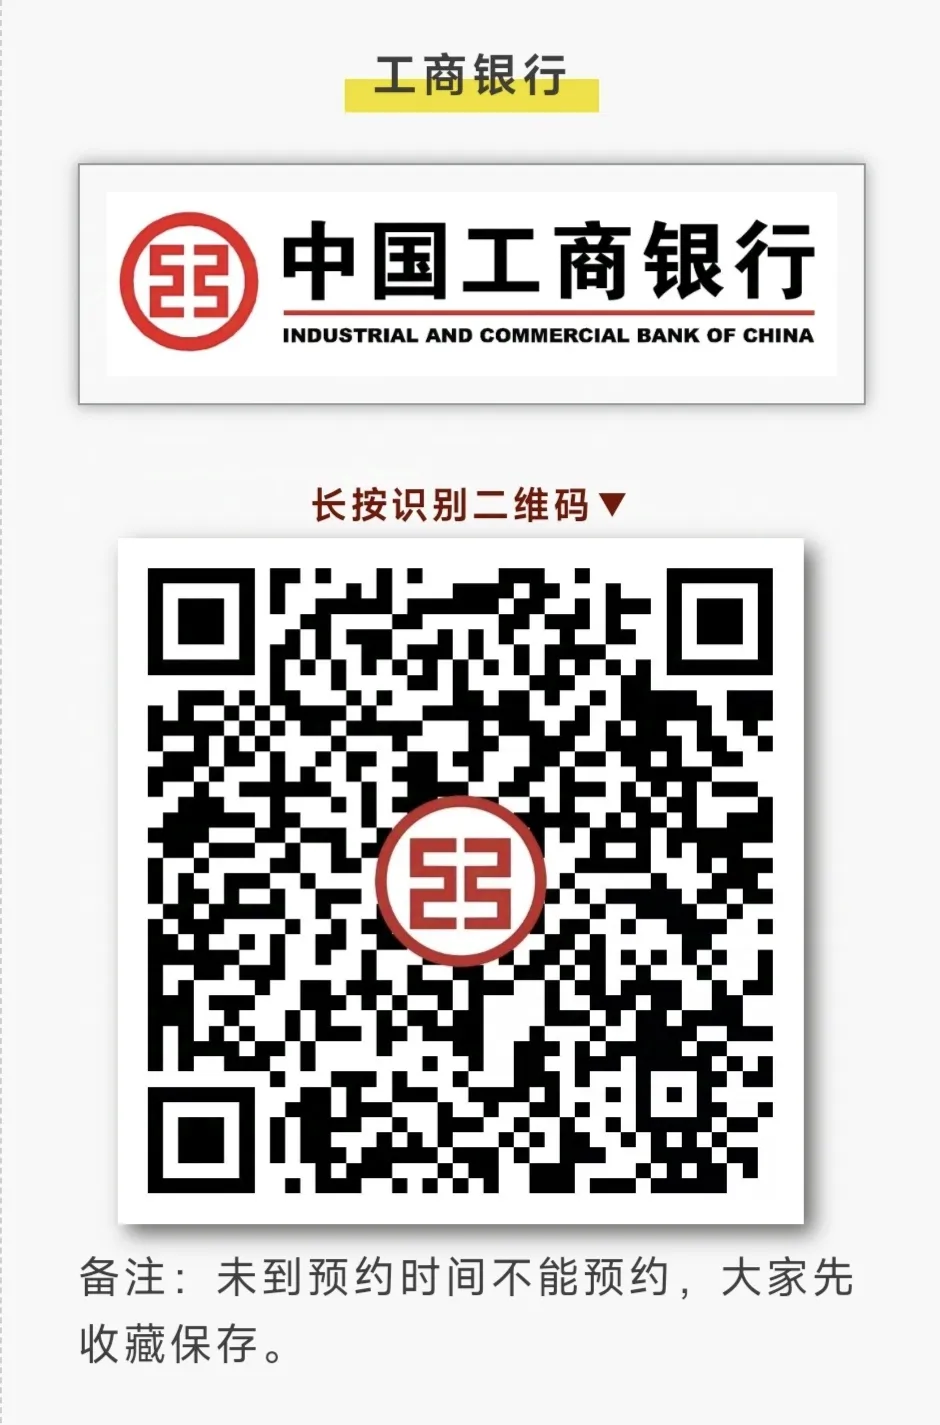 工商银行
中国工商银行
INDUSTRIAL AND COMMERCIAL BANK OF CHINA
长按识别二维码▼
备注：未到预约时间不能预约，大家先
收藏保存。